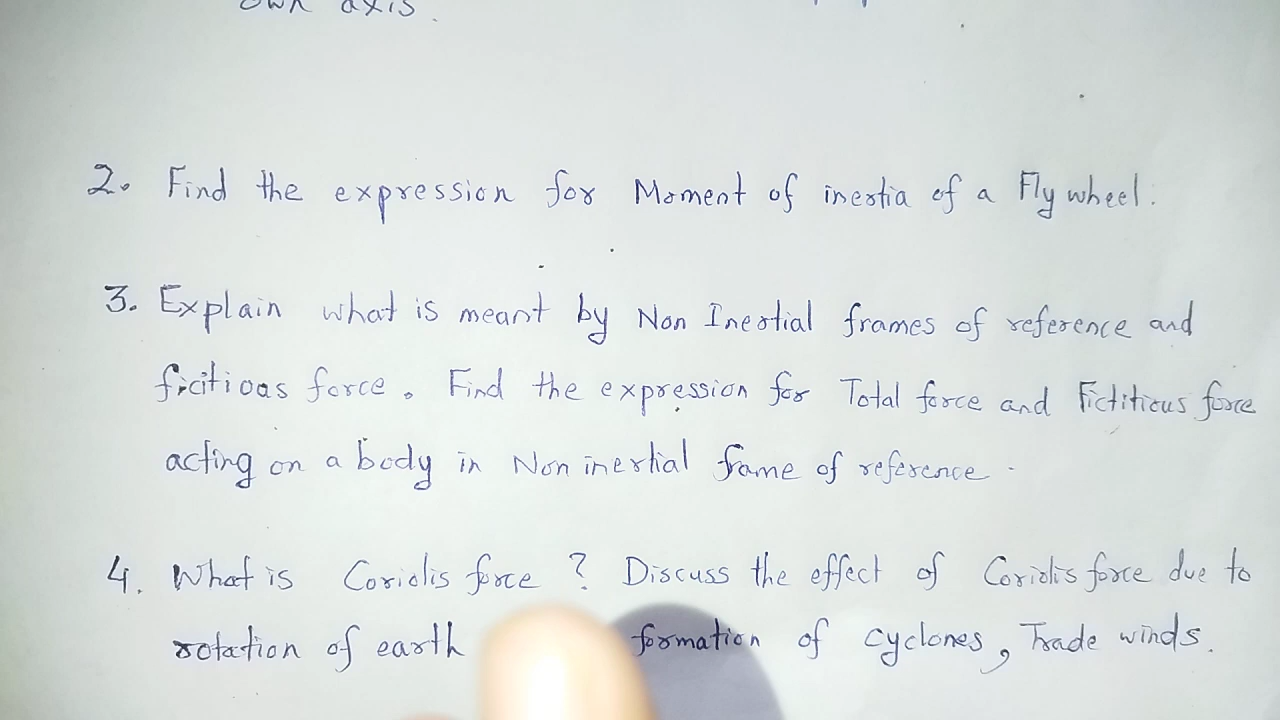 own axis.
2. Find the expression for Moment of inertia of a Fly wheel.
3. Explain what is meant by Non Inertial frames of reference and
ficitious force. Find the expression for Total force and Fictitious force
acting on a body in Non inertial frame of reference.
4. What is Coriolis force ? Discuss the effect of Coriolis force due to
rotation of earth formation of cyclones, Trade winds.